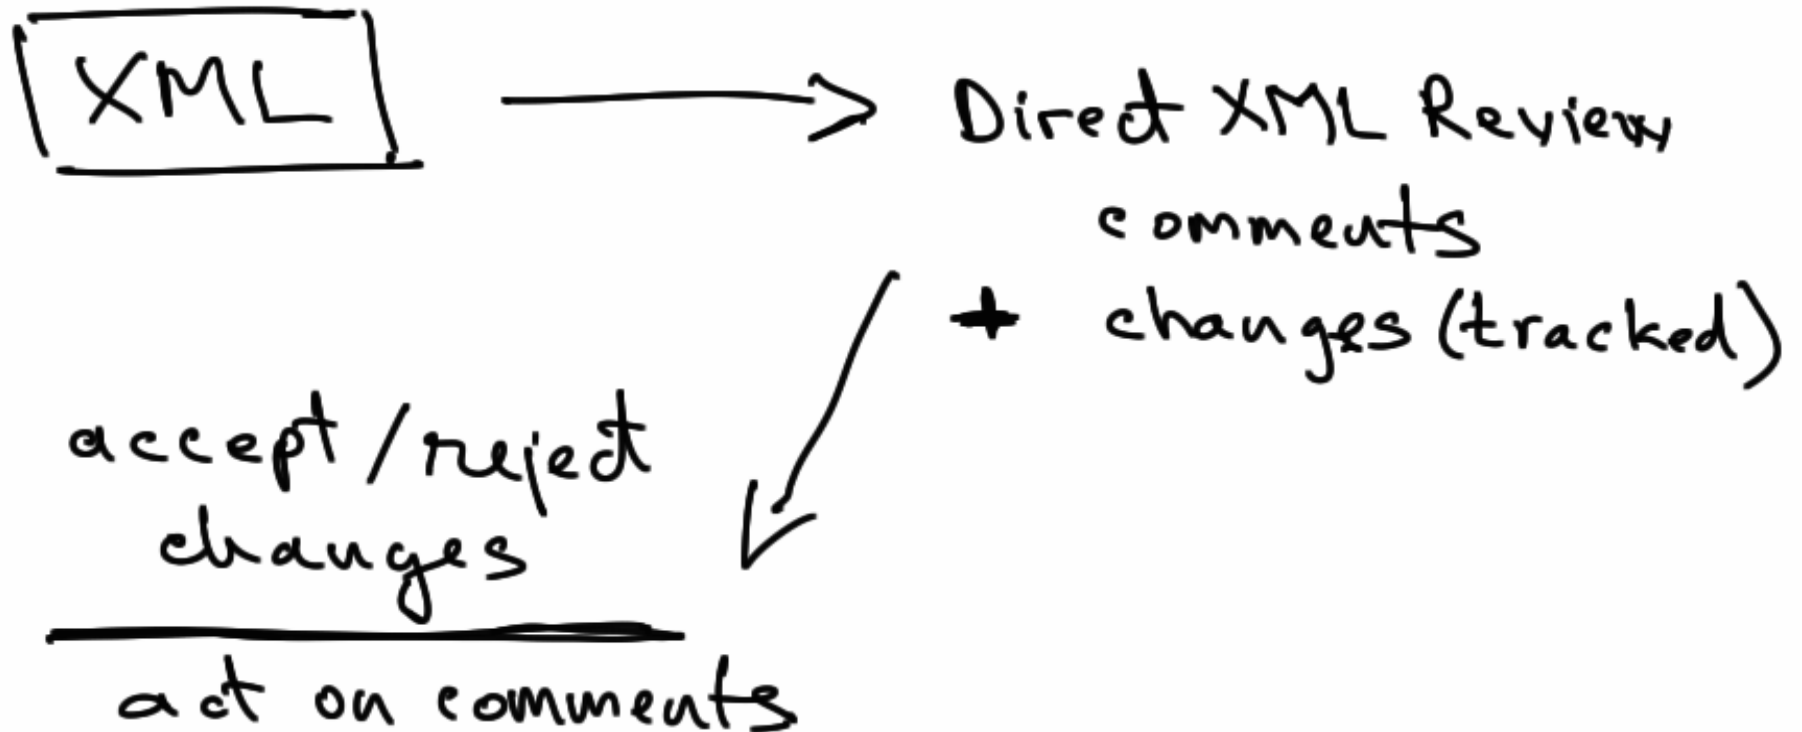 XML
Direct XML Review
comments
+ changes (tracked)
accept/reject
changes
act on comments